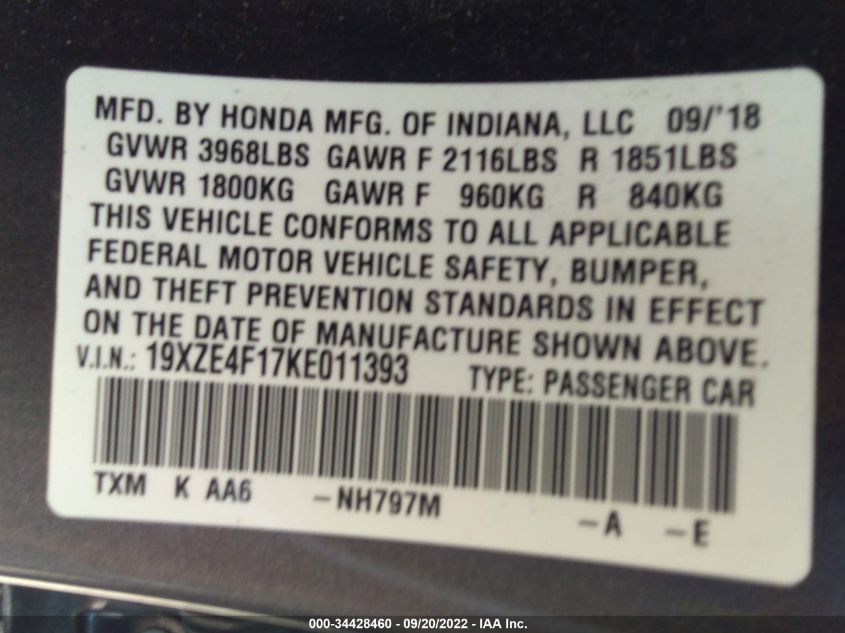 MFD. BY HONDA MFG. OF INDIANA, LLC 09/'18
GVWR 3968LBS GAWR F 2116LBS R 1851LBS
GVWR 1800KG GAWR F 960KG R 840KG
THIS VEHICLE CONFORMS TO ALL APPLICABLE
FEDERAL MOTOR VEHICLE SAFETY, BUMPER,
AND THEFT PREVENTION STANDARDS IN EFFECT
ON THE DATE OF MANUFACTURE SHOWN ABOVE.
V.I.N.: 19XZE4F17KE011393 TYPE: PASSENGER CAR
TXM K AA6 -NH797M -A -E
000-34428460 - 09/20/2022 - IAA Inc.